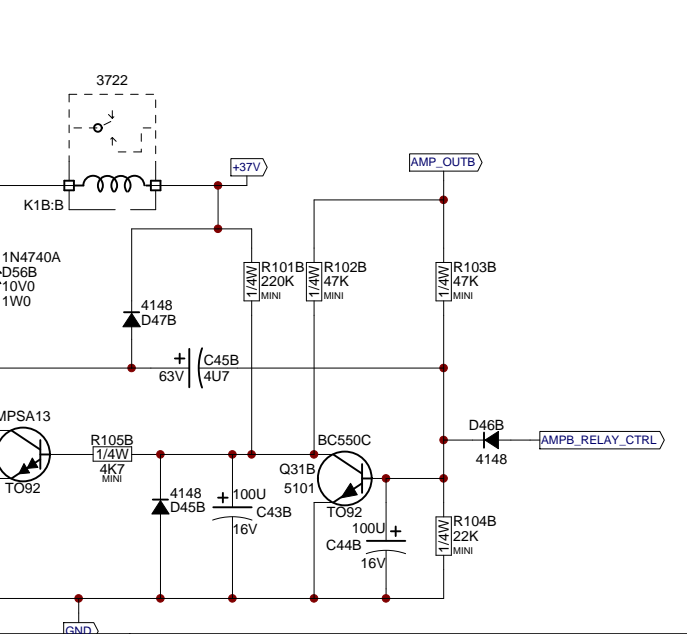 3722
+37V
AMP_OUTB
K1B:B
1N4740A
D56B
10V0
1W0
1/4W
R101B
220K
MINI
1/4W
R102B
47K
MINI
1/4W
R103B
47K
MINI
4148
D47B
+
C45B
63V
4U7
MPSA13
TO92
R105B
1/4W
4K7
MINI
BC550C
Q31B
5101
TO92
D46B
4148
AMPB_RELAY_CTRL
4148
D45B
+
100U
C43B
16V
100U
+
C44B
16V
1/4W
R104B
22K
MINI
GND